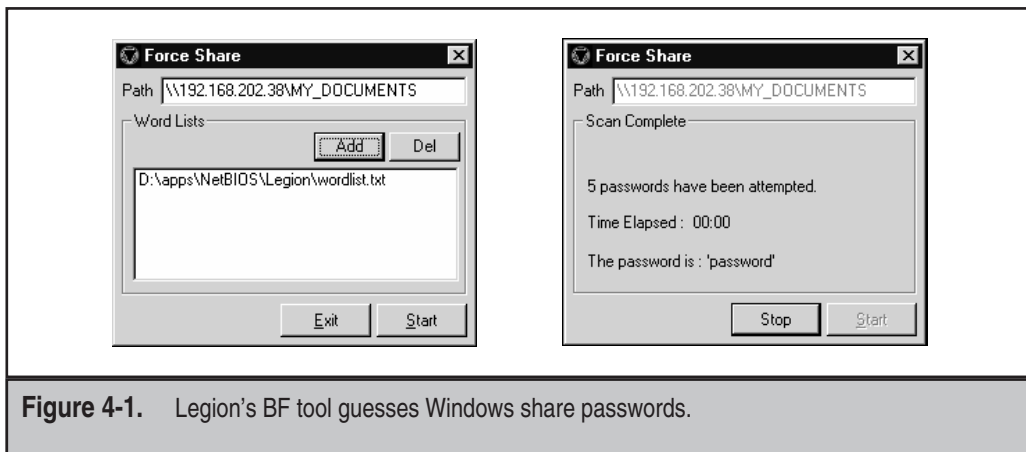 Force Share
Path \\192.168.202.38\MY_DOCUMENTS
Word Lists
Add Del
D:\apps\NetBIOS\Legion\wordlist.txt
Exit Start
Force Share
Path \\192.168.202.38\MY_DOCUMENTS
Scan Complete
5 passwords have been attempted.
Time Elapsed : 00:00
The password is : 'password'
Stop Start
Figure 4-1. Legion's BF tool guesses Windows share passwords.